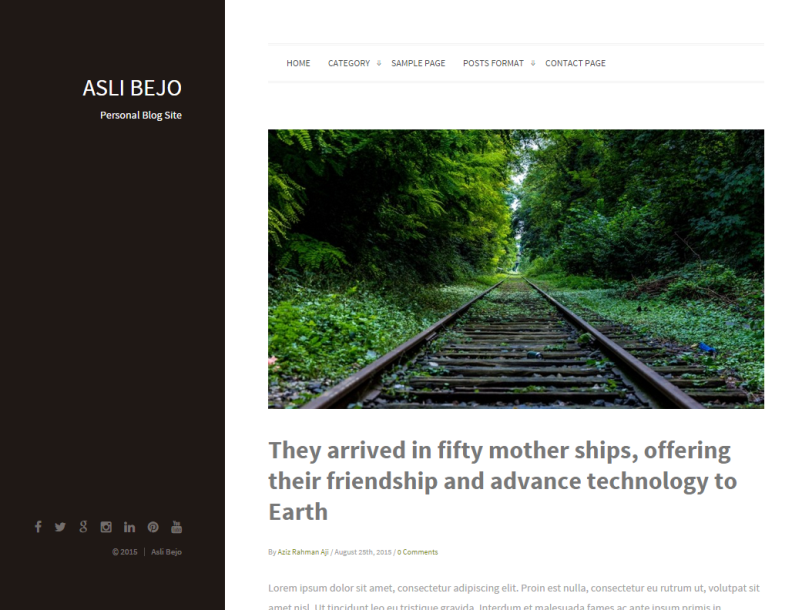 ASLI BEJO
Personal Blog Site
HOME CATEGORY SAMPLE PAGE POSTS FORMAT CONTACT PAGE
They arrived in fifty mother ships, offering
their friendship and advance technology to
Earth
By Aziz Rahman Aji / August 25th, 2015 / 0 Comments
Lorem ipsum dolor sit amet, consectetur adipiscing elit. Proin est nulla, consectetur eu rutrum ut, volutpat sit
amet nisl. Ut tincidunt leo eu tristique gravida. Interdum et malesuada fames ac ante ipsum primis in
© 2015 | Asli Bejo